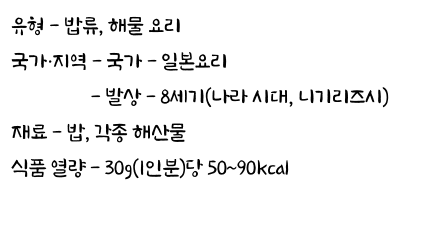 유형 - 밥류, 해물 요리
국가·지역 - 국가 - 일본요리
- 발상 - 8세기(나라 시대, 니기리즈시)
재료 - 밥, 각종 해산물
식품 열량 - 30g(1인분)당 50~90kcal